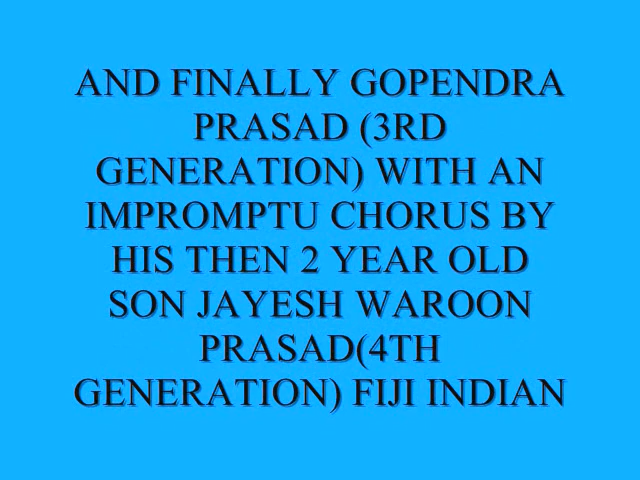 AND FINALLY GOPENDRA
PRASAD (3RD
GENERATION) WITH AN
IMPROMPTU CHORUS BY
HIS THEN 2 YEAR OLD
SON JAYESH WAROON
PRASAD(4TH
GENERATION) FIJI INDIAN